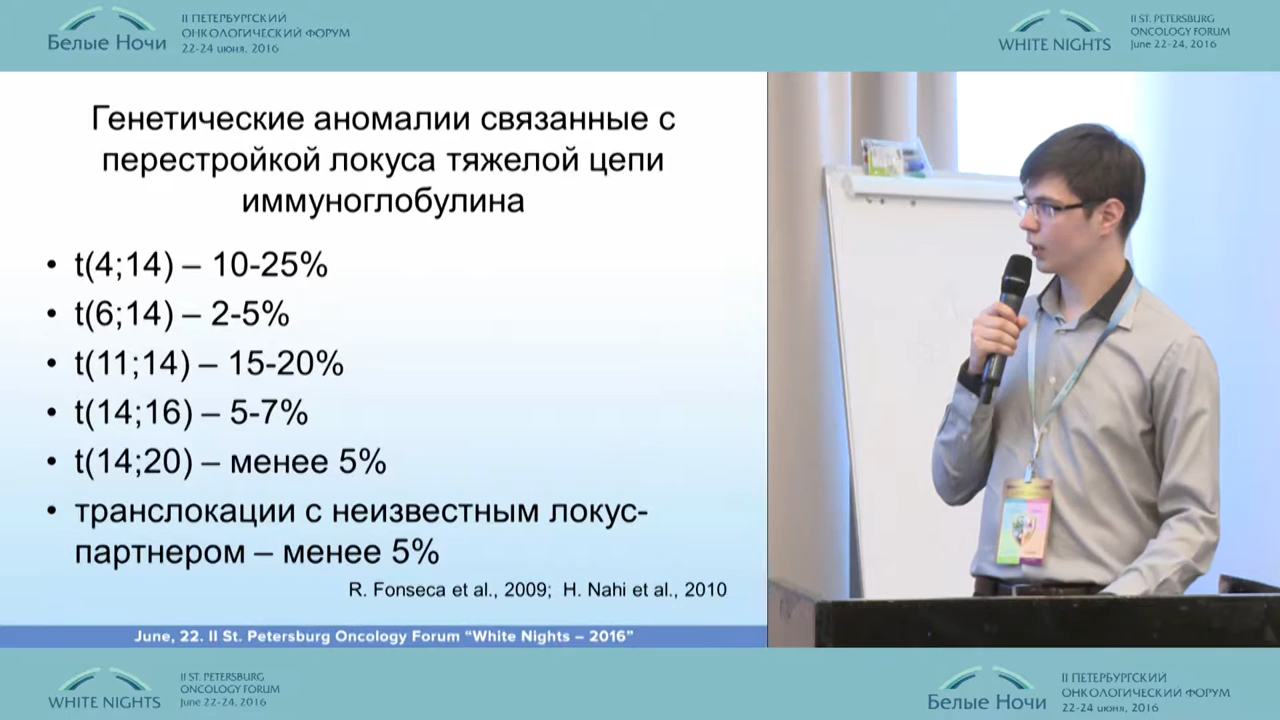 Белые Ночи
II ПЕТЕРБУРГСКИЙ
ОНКОЛОГИЧЕСКИЙ ФОРУМ
22-24 июня, 2016
WHITE NIGHTS
II ST. PETERSBURG
ONCOLOGY FORUM
June 22-24, 2016
Генетические аномалии связанные с
перестройкой локуса тяжелой цепи
иммуноглобулина
• t(4;14) – 10-25%
• t(6;14) – 2-5%
• t(11;14) – 15-20%
• t(14;16) – 5-7%
• t(14;20) – менее 5%
• транслокации с неизвестным локус-
партнером – менее 5%
R. Fonseca et al., 2009; H. Nahi et al., 2010
June, 22. II St. Petersburg Oncology Forum “White Nights – 2016”
WHITE NIGHTS
II ST. PETERSBURG
ONCOLOGY FORUM
June 22-24, 2016
Белые Ночи
II ПЕТЕРБУРГСКИЙ
ОНКОЛОГИЧЕСКИЙ ФОРУМ
22-24 июня, 2016